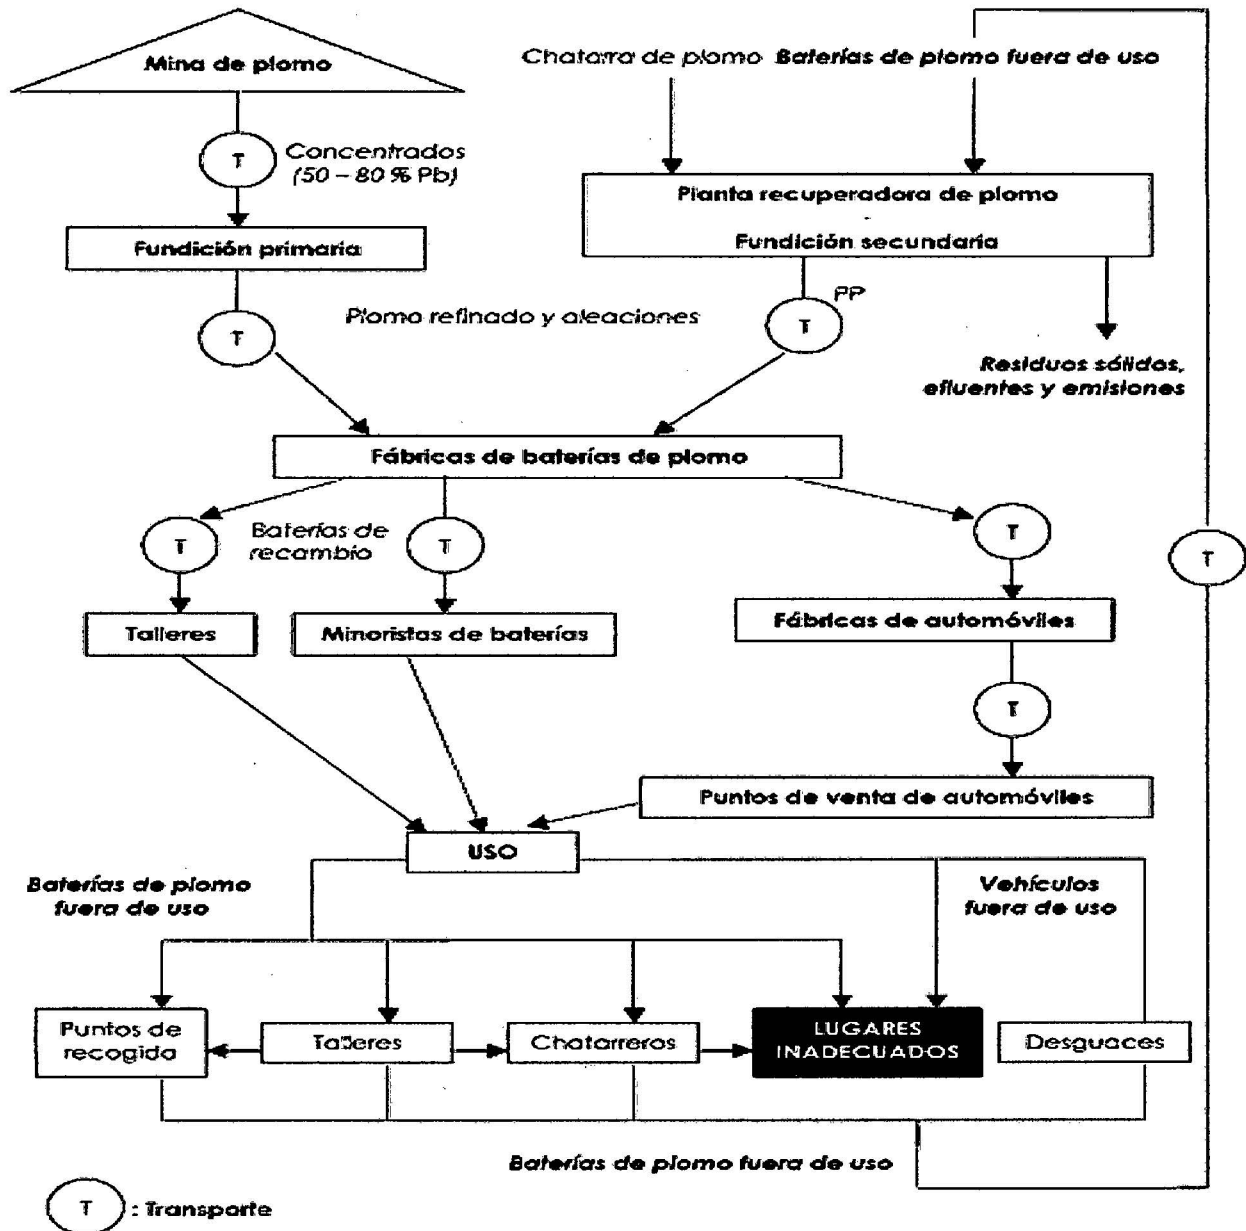 Mina de plomo
Chatarra de plomo Baterías de plomo fuera de uso
T
Concentrados
(50 – 80 % Pb)
Planta recuperadora de plomo
Fundición secundaria
Fundición primaria
T
Plomo refinado y aleaciones
PP
T
Residuos sólidos,
efluentes y emisiones
Fábricas de baterías de plomo
T
Baterías de
recambio
T
T
T
Talleres
Minoristas de baterías
Fábricas de automóviles
T
Puntos de venta de automóviles
USO
Baterías de plomo
fuera de uso
Vehículos
fuera de uso
Puntos de
recogida
Talleres
Chatarreros
LUGARES
INADECUADOS
Desguaces
Baterías de plomo fuera de uso
T : Transporte